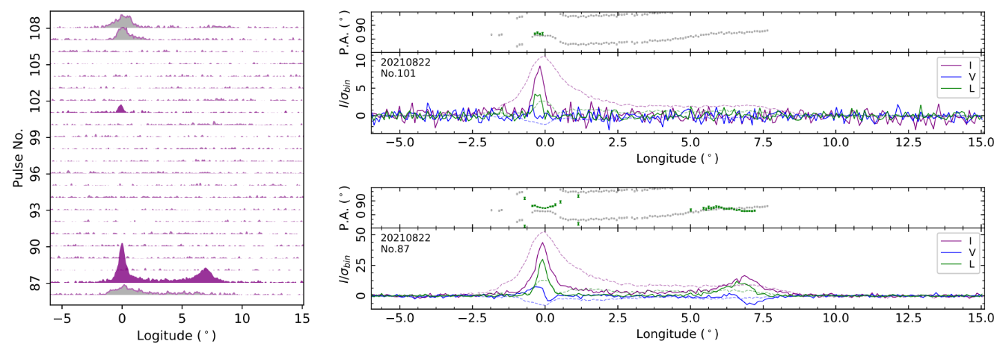 108
105
102
99
96
93
90
87
Pulse No.
−5 0 5 10 15
Logitude (°)
P.A. (°)
0 90
20210822
No.101
I
V
L
10
5
0
I/σbin
−5.0 −2.5 0.0 2.5 5.0 7.5 10.0 12.5 15.0
Longitude (°)
P.A. (°)
0 90
20210822
No.87
I
V
L
50
25
0
I/σbin
−5.0 −2.5 0.0 2.5 5.0 7.5 10.0 12.5 15.0
Longitude (°)